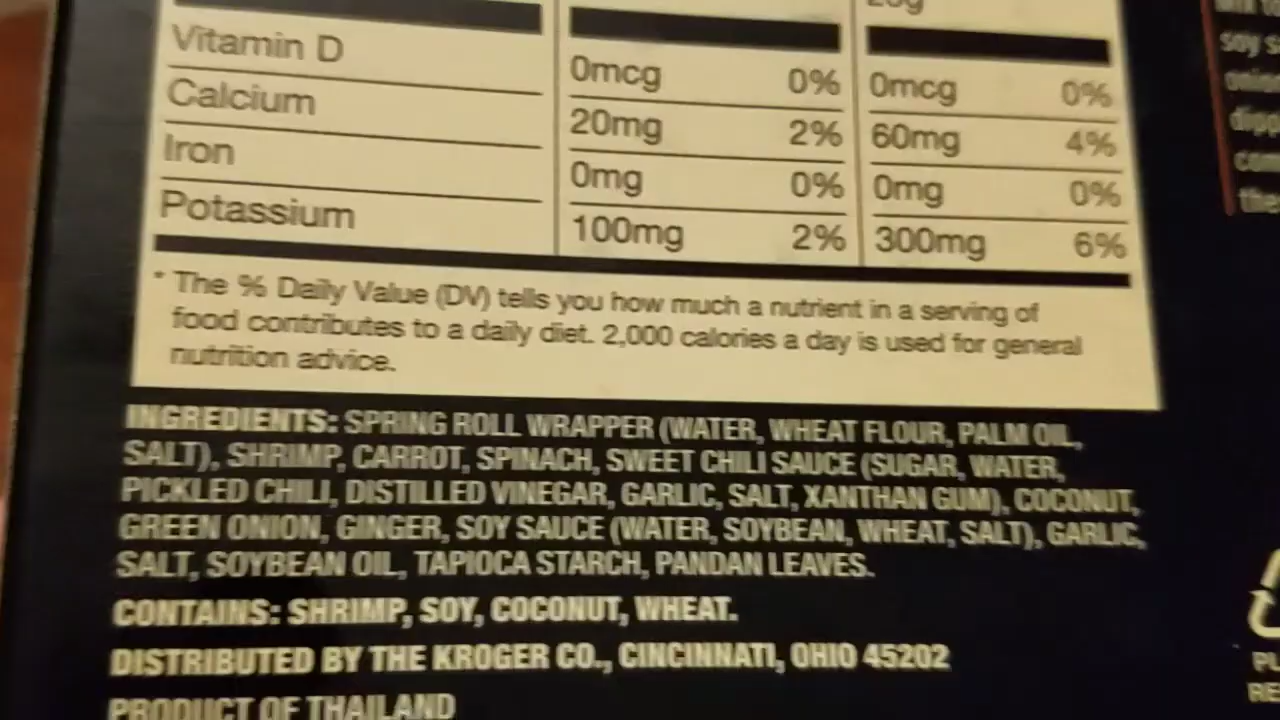 Vitamin D 0mcg 0% 0mcg 0%
Calcium 20mg 2% 60mg 4%
Iron 0mg 0% 0mg 0%
Potassium 100mg 2% 300mg 6%
* The % Daily Value (DV) tells you how much a nutrient in a serving of
food contributes to a daily diet. 2,000 calories a day is used for general
nutrition advice.
INGREDIENTS: SPRING ROLL WRAPPER (WATER, WHEAT FLOUR, PALM OIL,
SALT), SHRIMP, CARROT, SPINACH, SWEET CHILI SAUCE (SUGAR, WATER,
PICKLED CHILI, DISTILLED VINEGAR, GARLIC, SALT, XANTHAN GUM), COCONUT,
GREEN ONION, GINGER, SOY SAUCE (WATER, SOYBEAN, WHEAT, SALT), GARLIC,
SALT, SOYBEAN OIL, TAPIOCA STARCH, PANDAN LEAVES.
CONTAINS: SHRIMP, SOY, COCONUT, WHEAT.
DISTRIBUTED BY THE KROGER CO., CINCINNATI, OHIO 45202
PRODUCT OF THAILAND
soy